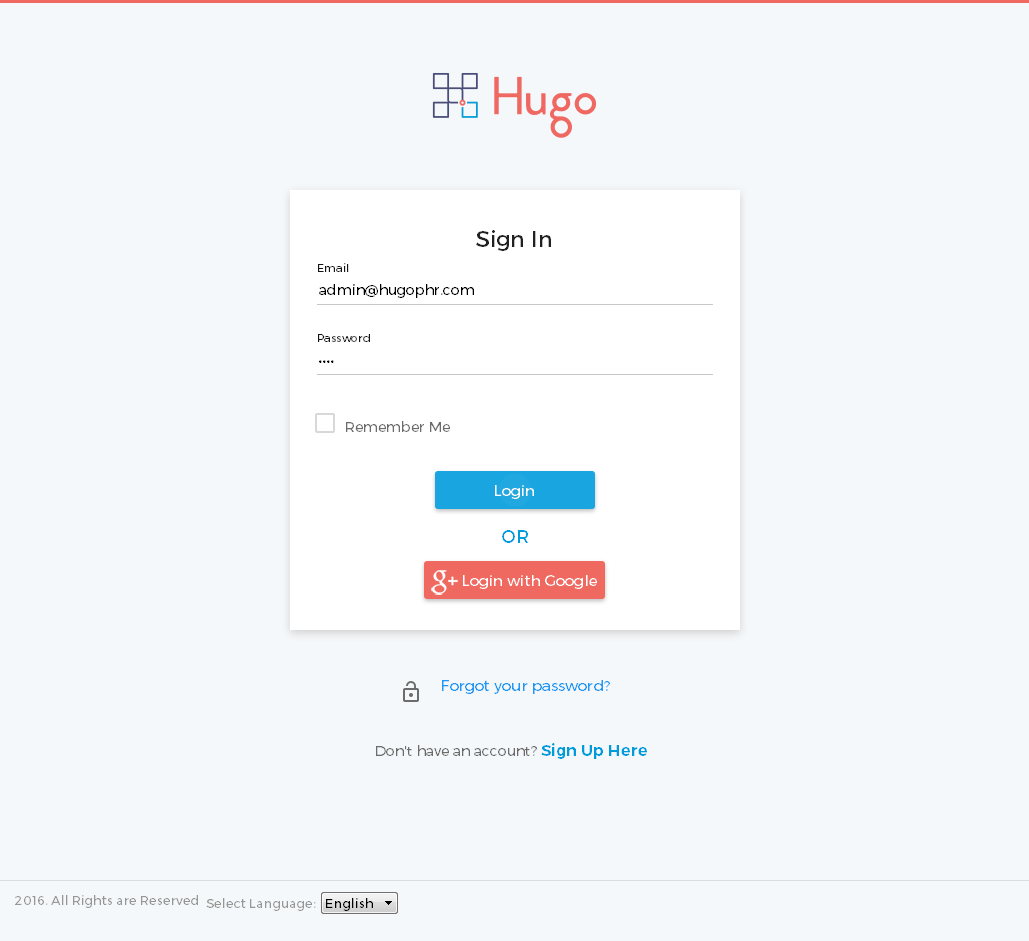 Hugo
Sign In
Email
admin@hugophr.com
Password
••••
Remember Me
Login
OR
g+ Login with Google
Forgot your password?
Don't have an account? Sign Up Here
2016. All Rights are Reserved Select Language: English